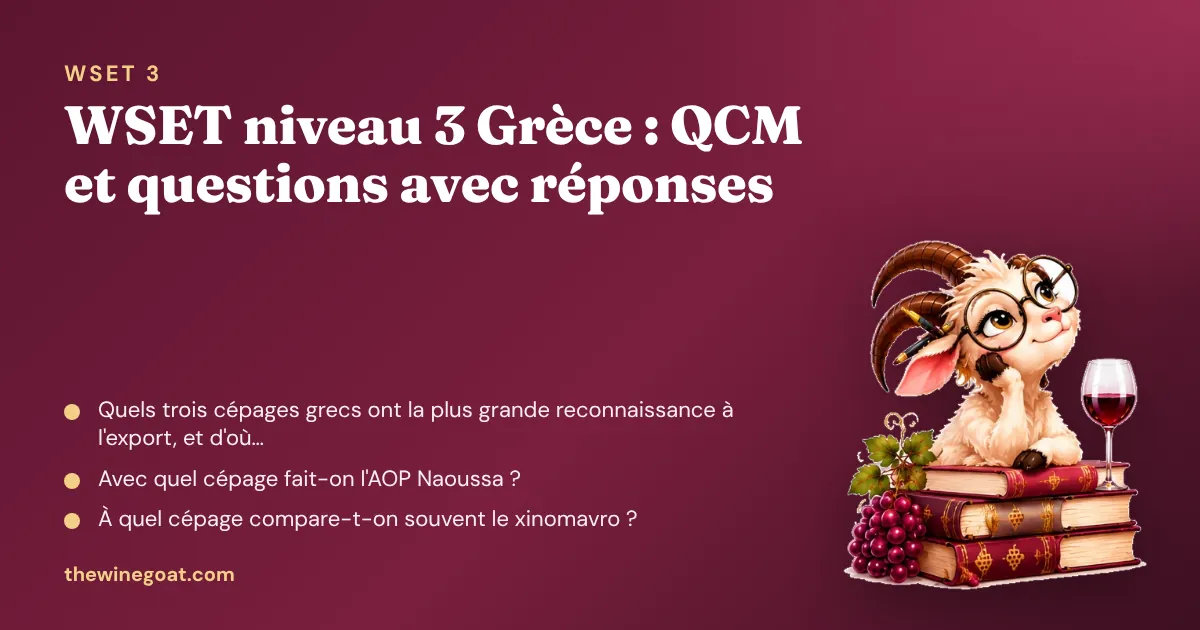 WSET 3
WSET niveau 3 Grèce : QCM
et questions avec réponses
Quels trois cépages grecs ont la plus grande reconnaissance à
l'export, et d'où...
Avec quel cépage fait-on l'AOP Naoussa ?
À quel cépage compare-t-on souvent le xinomavro ?
thewinegoat.com